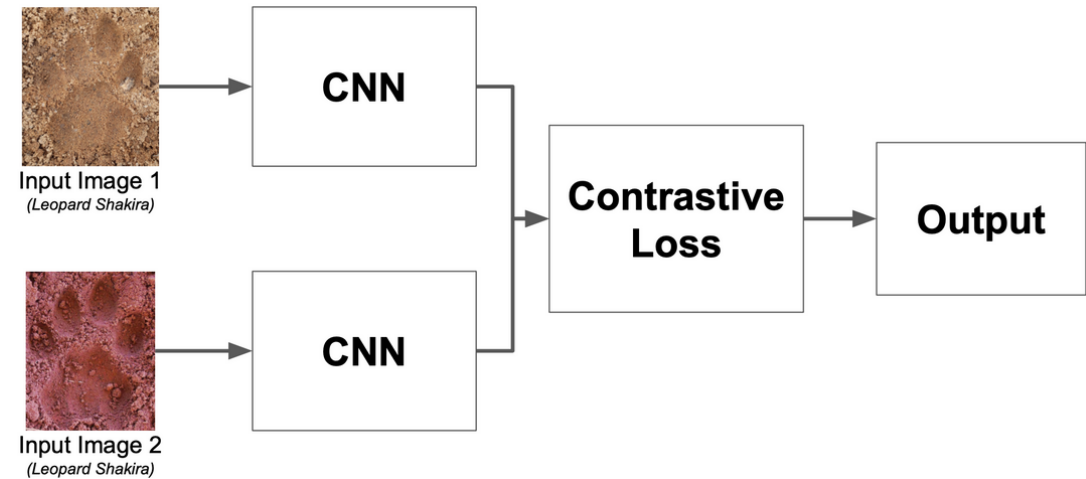 CNN
Input Image 1
(Leopard Shakira)
Contrastive
Loss
Output
CNN
Input Image 2
(Leopard Shakira)